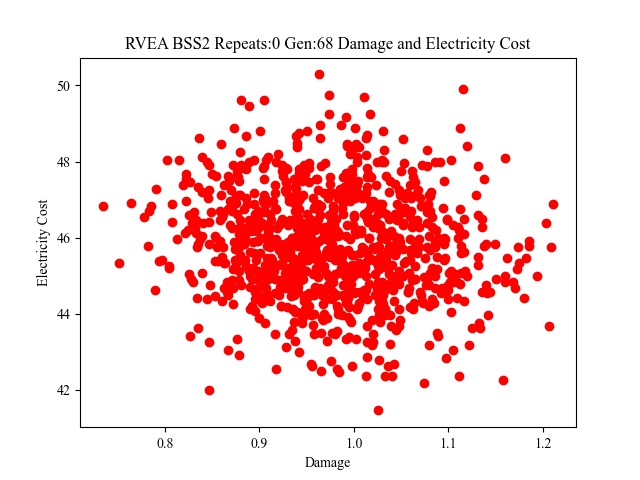 RVEA BSS2 Repeats:0 Gen:68 Damage and Electricity Cost
50
48
46
44
42
Electricity Cost
0.8 0.9 1.0 1.1 1.2
Damage